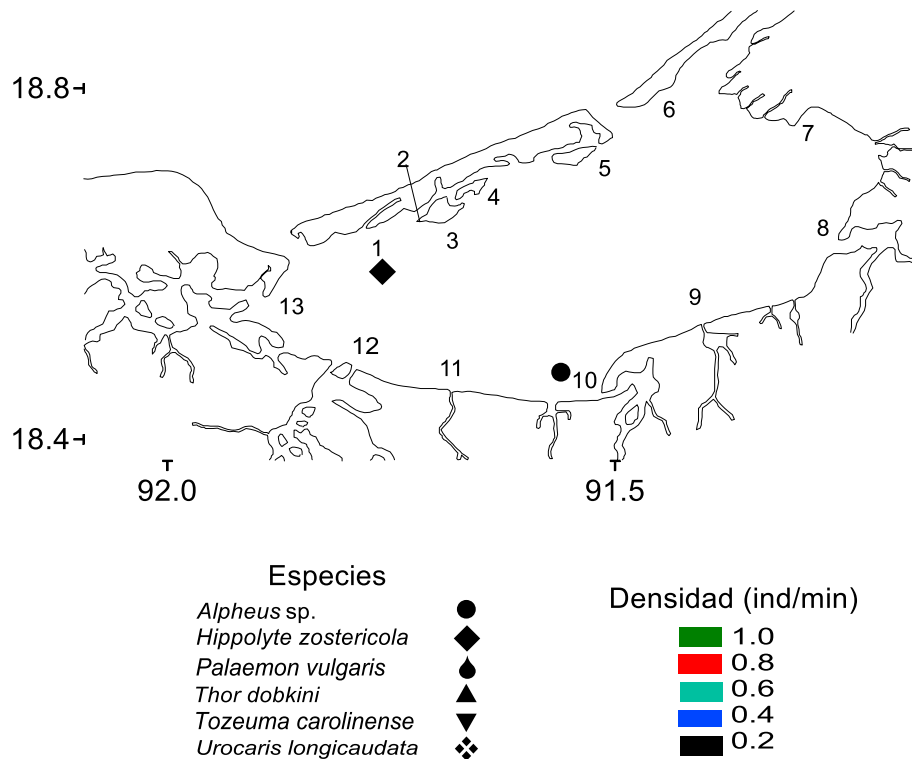 18.8
6
7
2
5
4
8
3
1
9
13
12
11
10
18.4
92.0
91.5
Especies
Alpheus sp.
Hippolyte zostericola
Palaemon vulgaris
Thor dobkini
Tozeuma carolinense
Urocaris longicaudata
Densidad (ind/min)
1.0
0.8
0.6
0.4
0.2